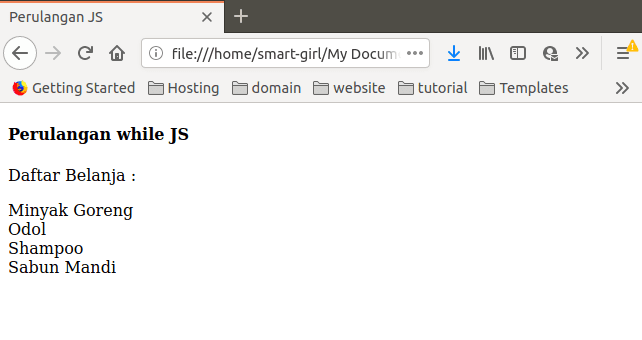 Perulangan JS
file:///home/smart-girl/My Docum
Getting Started Hosting domain website tutorial Templates
Perulangan while JS
Daftar Belanja :
Minyak Goreng
Odol
Shampoo
Sabun Mandi